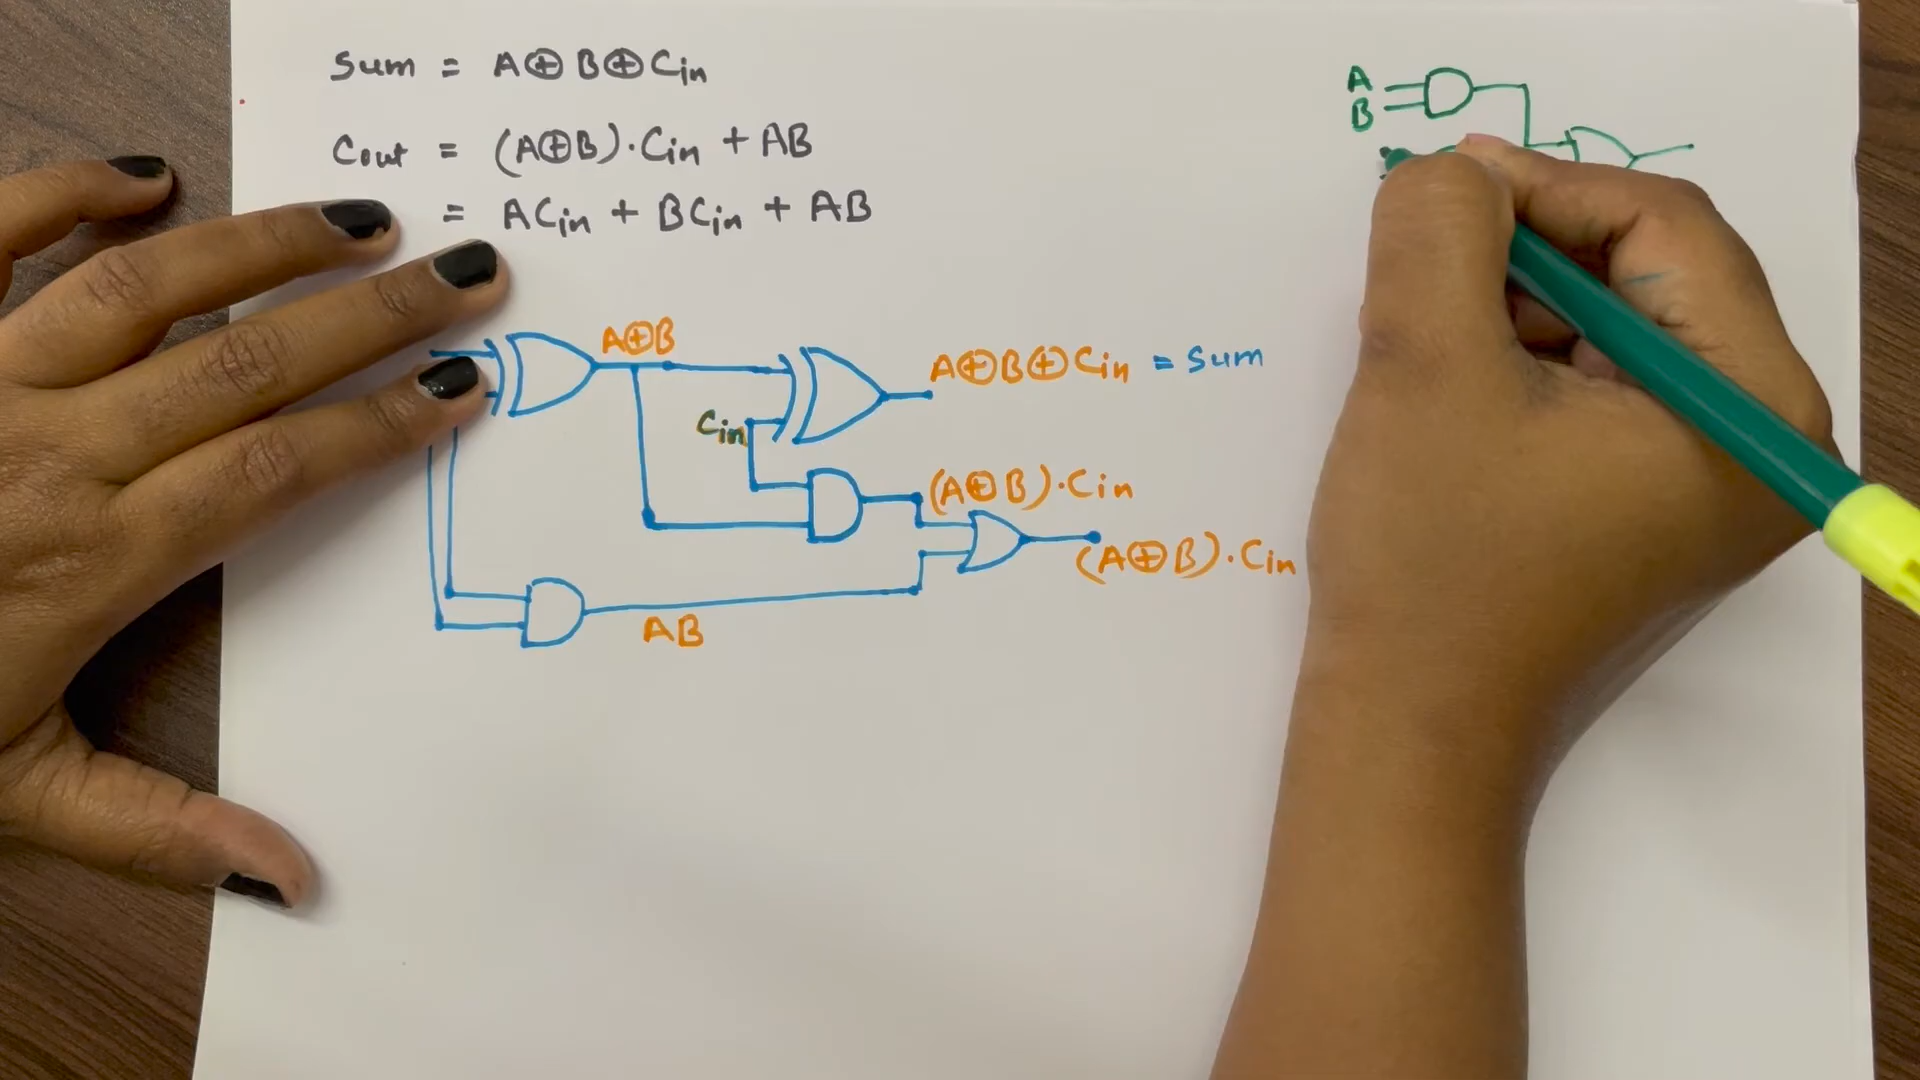 Sum = A⊕B⊕Cin
Cout = (A⊕B)·Cin + AB
= ACin + BCin + AB
A
B
A⊕B
A⊕B⊕Cin = Sum
Cin
(A⊕B)·Cin
(A⊕B)·Cin
AB